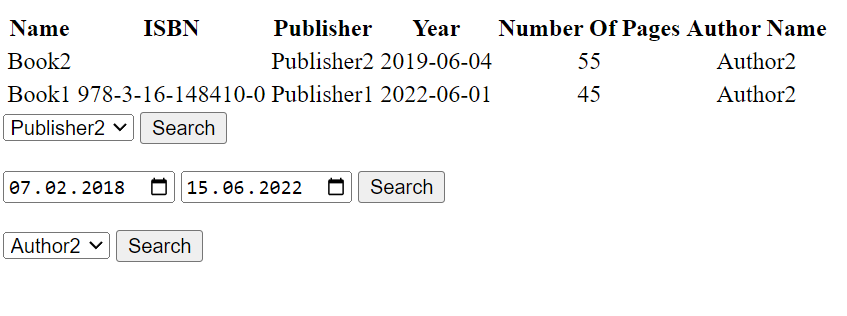 Name ISBN Publisher Year Number Of Pages Author Name
Book2 Publisher2 2019-06-04 55 Author2
Book1 978-3-16-148410-0 Publisher1 2022-06-01 45 Author2
Publisher2 Search
07.02.2018 15.06.2022 Search
Author2 Search